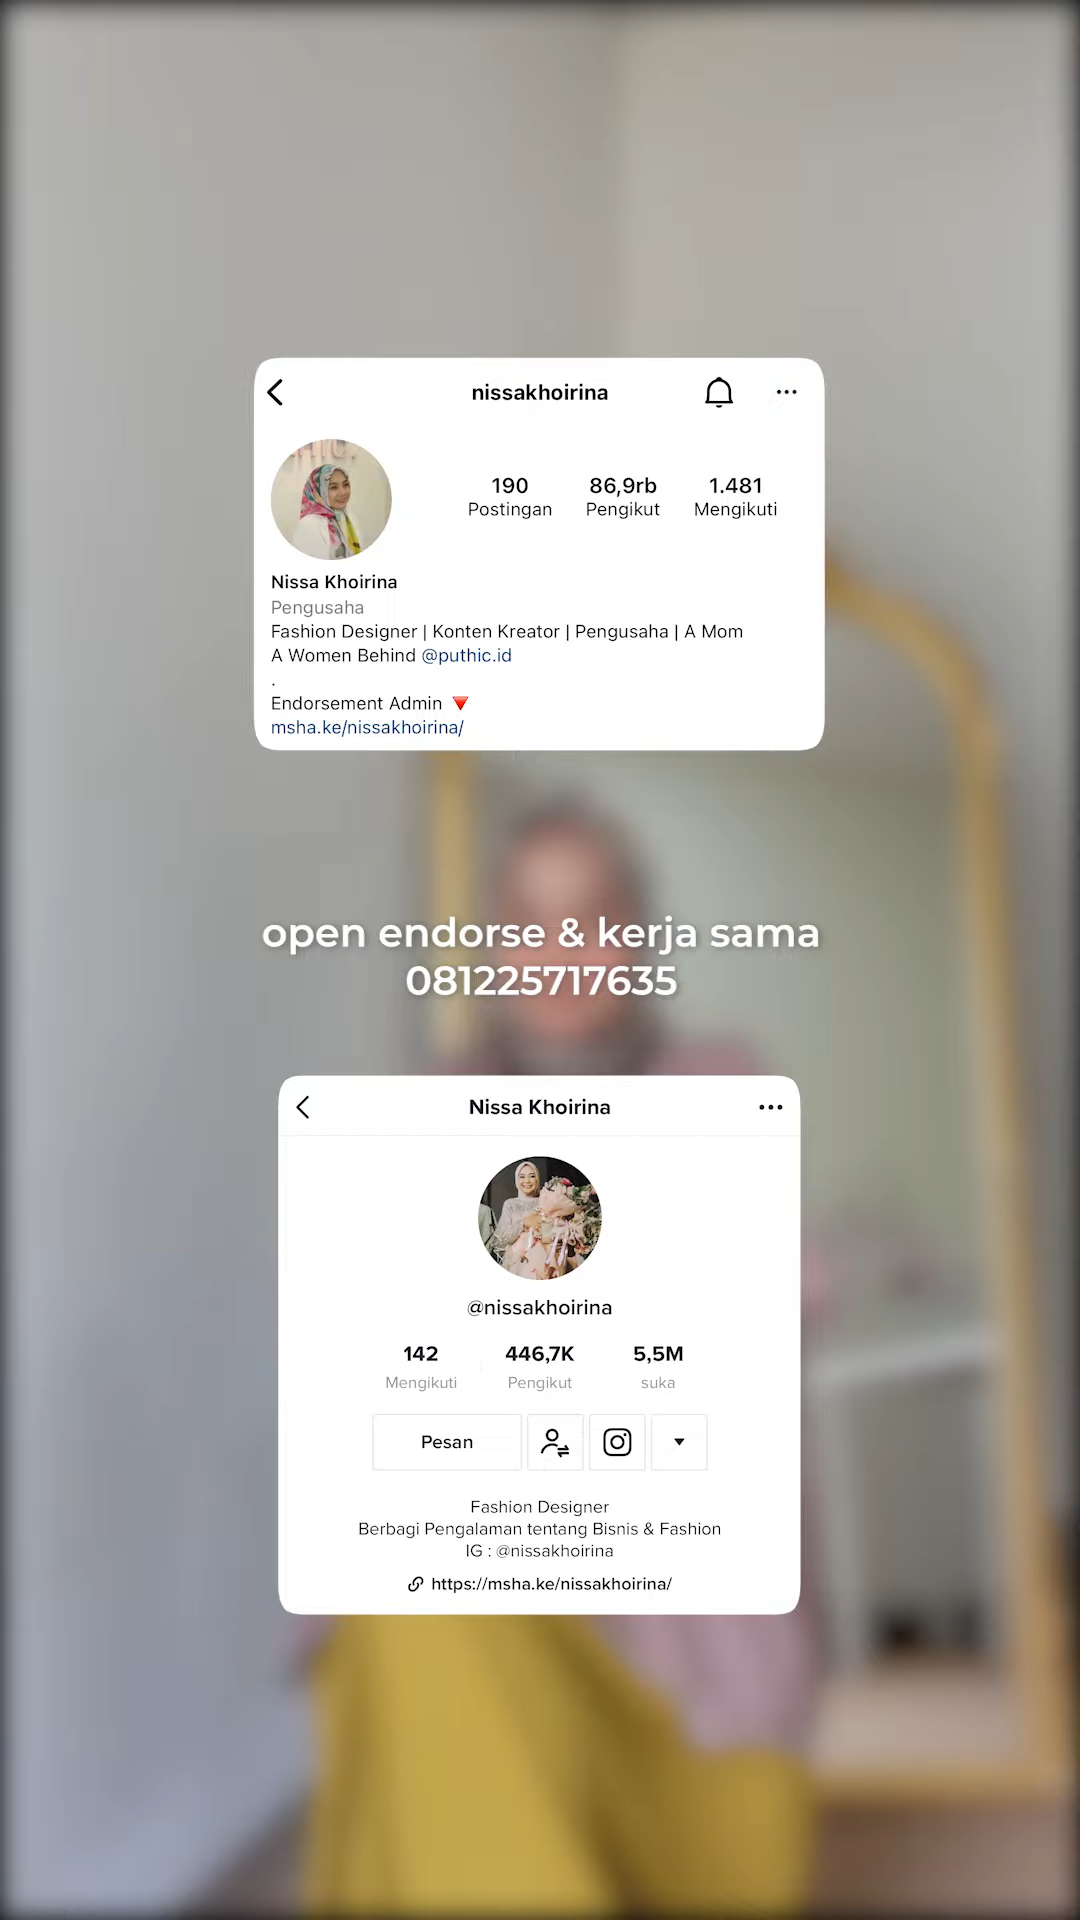 nissakhoirina
190
86,9rb
1.481
Postingan
Pengikut
Mengikuti
Nissa Khoirina
Pengusaha
Fashion Designer | Konten Kreator | Pengusaha | A Mom
A Women Behind @puthic.id
.
Endorsement Admin 🔻
msha.ke/nissakhoirina/
open endorse & kerja sama
081225717635
Nissa Khoirina
@nissakhoirina
142
446,7K
5,5M
Mengikuti
Pengikut
suka
Pesan
Fashion Designer
Berbagi Pengalaman tentang Bisnis & Fashion
IG : @nissakhoirina
https://msha.ke/nissakhoirina/